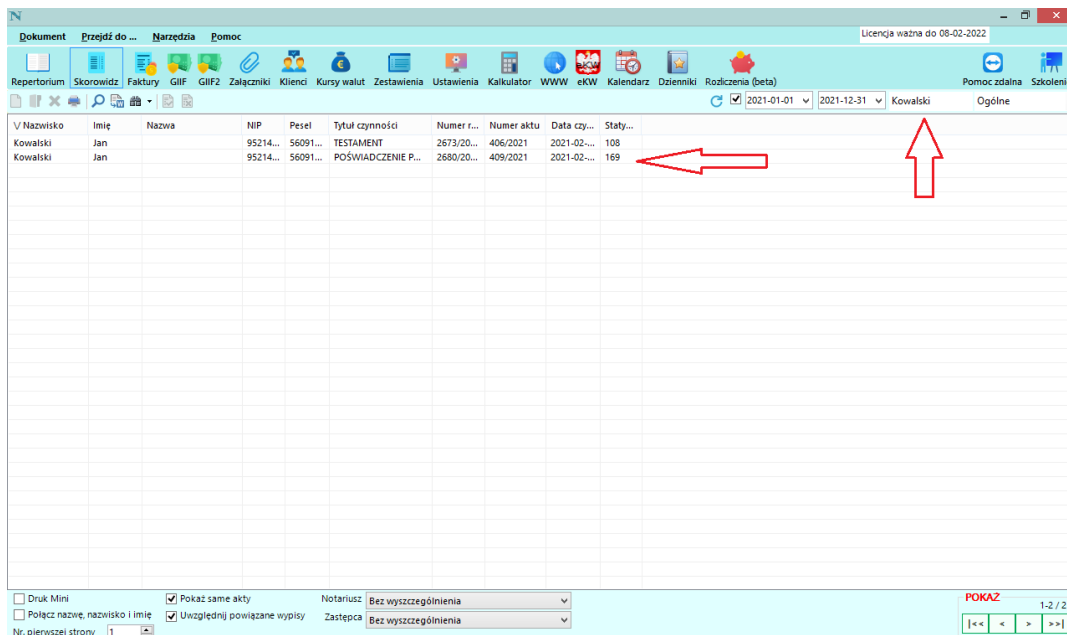 N
Dokument Przejdź do ... Narzędzia Pomoc
Licencja ważna do 08-02-2022
Repertorium Skorowidz Faktury GIIF GIIF2 Załączniki Klienci Kursy walut Zestawienia Ustawienia Kalkulator WWW eKW Kalendarz Dzienniki Rozliczenia (beta) Pomoc zdalna Szkoleni
2021-01-01 2021-12-31 Kowalski Ogólne
Nazwisko Imię Nazwa NIP Pesel Tytuł czynności Numer r... Numer aktu Data czy... Staty...
Kowalski Jan 95214... 56091... TESTAMENT 2673/20... 406/2021 2021-02-... 108
Kowalski Jan 95214... 56091... POŚWIADCZENIE P... 2680/20... 409/2021 2021-02-... 169
Druk Mini Pokaż same akty Notariusz Bez wyszczególnienia POKAŻ
1-2 / 2
Połącz nazwę, nazwisko i imię Uwzględnij powiązane wypisy Zastępca Bez wyszczególnienia
|<< < > >>|
Nr. pierwszej strony 1